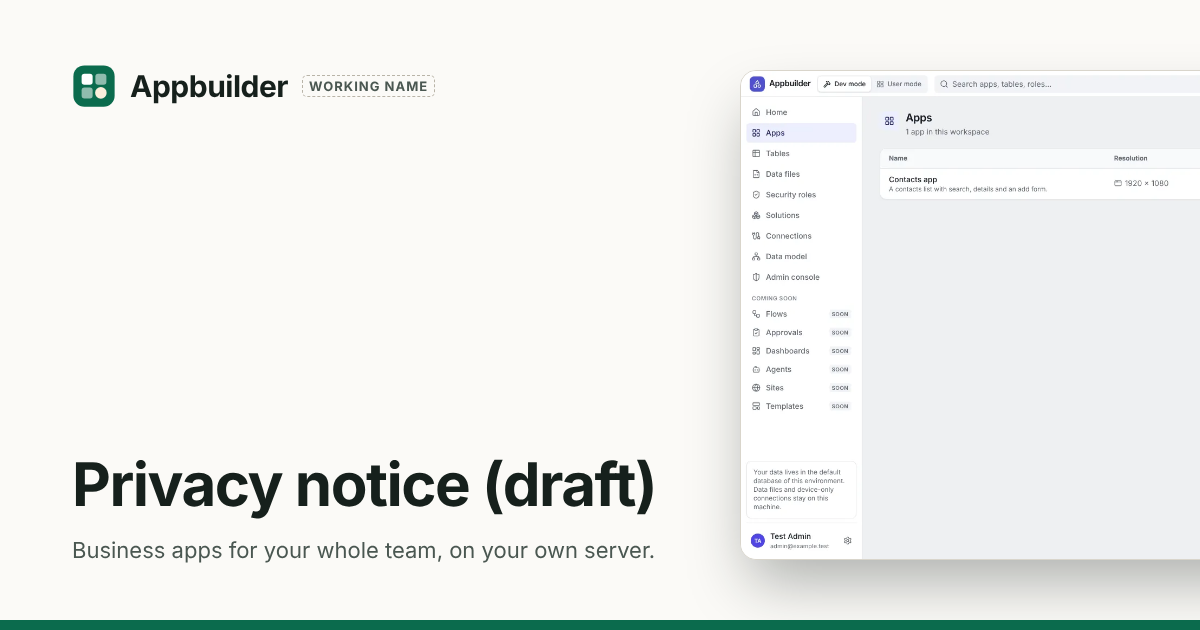 Appbuilder
WORKING NAME
Privacy notice (draft)
Business apps for your whole team, on your own server.
Appbuilder
Dev mode
User mode
Search apps, tables, roles...
Home
Apps
Tables
Data files
Security roles
Solutions
Connections
Data model
Admin console
COMING SOON
Flows SOON
Approvals SOON
Dashboards SOON
Agents SOON
Sites SOON
Templates SOON
Your data lives in the default
database of this environment.
Data files and device-only
connections stay on this
machine.
TA
Test Admin
admin@example.test
Apps
1 app in this workspace
Name
Resolution
Contacts app
A contacts list with search, details and an add form.
1920 × 1080